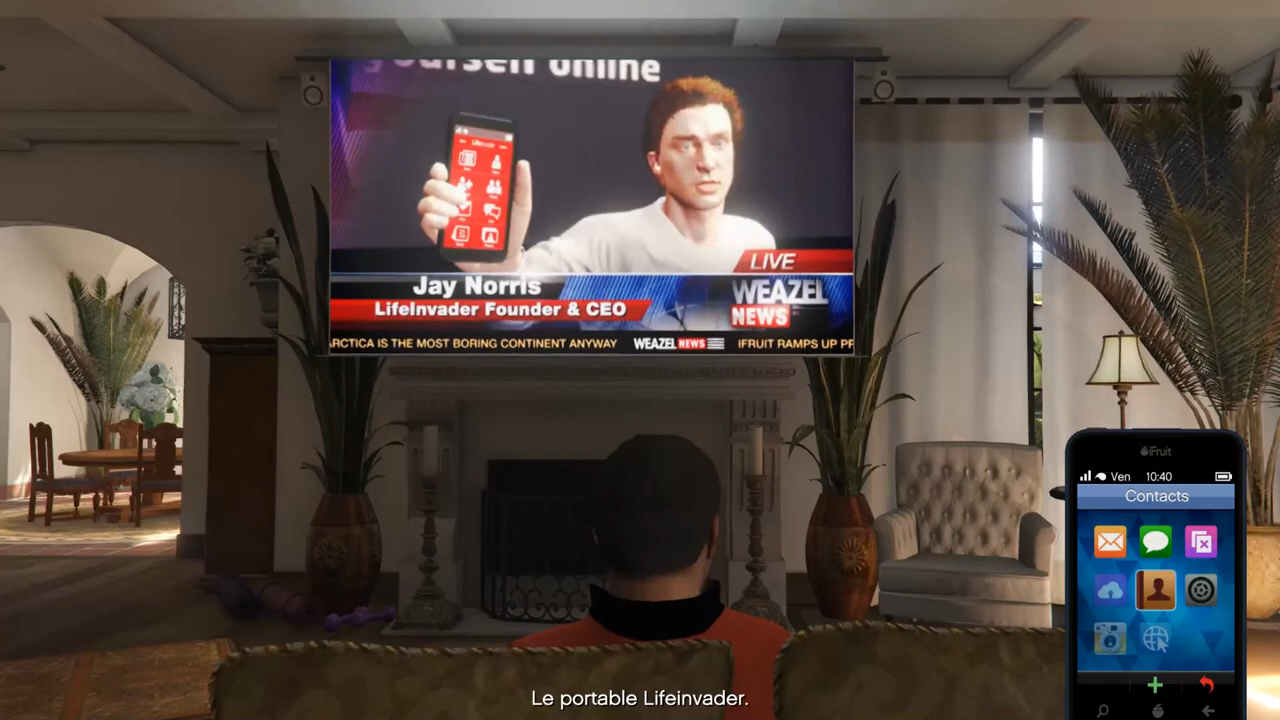 yourself online
LIVE
Jay Norris
LifeInvader Founder & CEO
WEAZEL
NEWS
ARCTICA IS THE MOST BORING CONTINENT ANYWAY WEAZEL NEWS IFRUIT RAMPS UP PR
iFruit
Ven 10:40
Contacts
Le portable Lifeinvader.